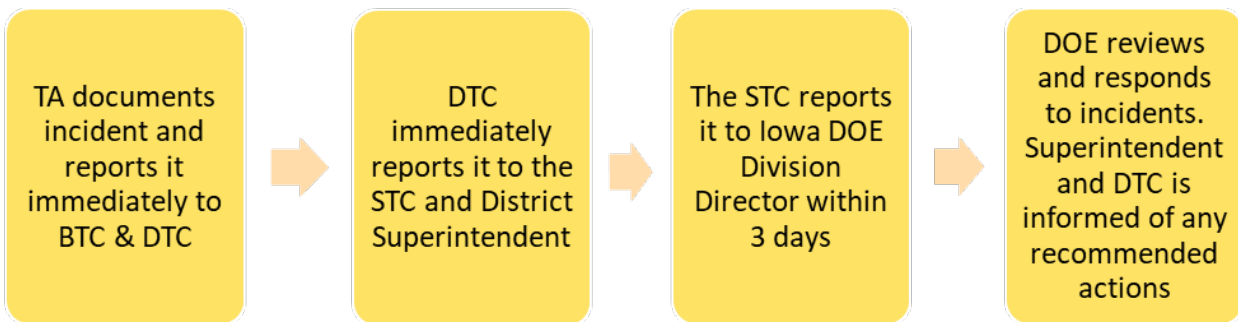 TA documents
incident and
reports it
immediately to
BTC & DTC
DTC
immediately
reports it to the
STC and District
Superintendent
The STC reports
it to Iowa DOE
Division
Director within
3 days
DOE reviews
and responds
to incidents.
Superintendent
and DTC is
informed of any
recommended
actions